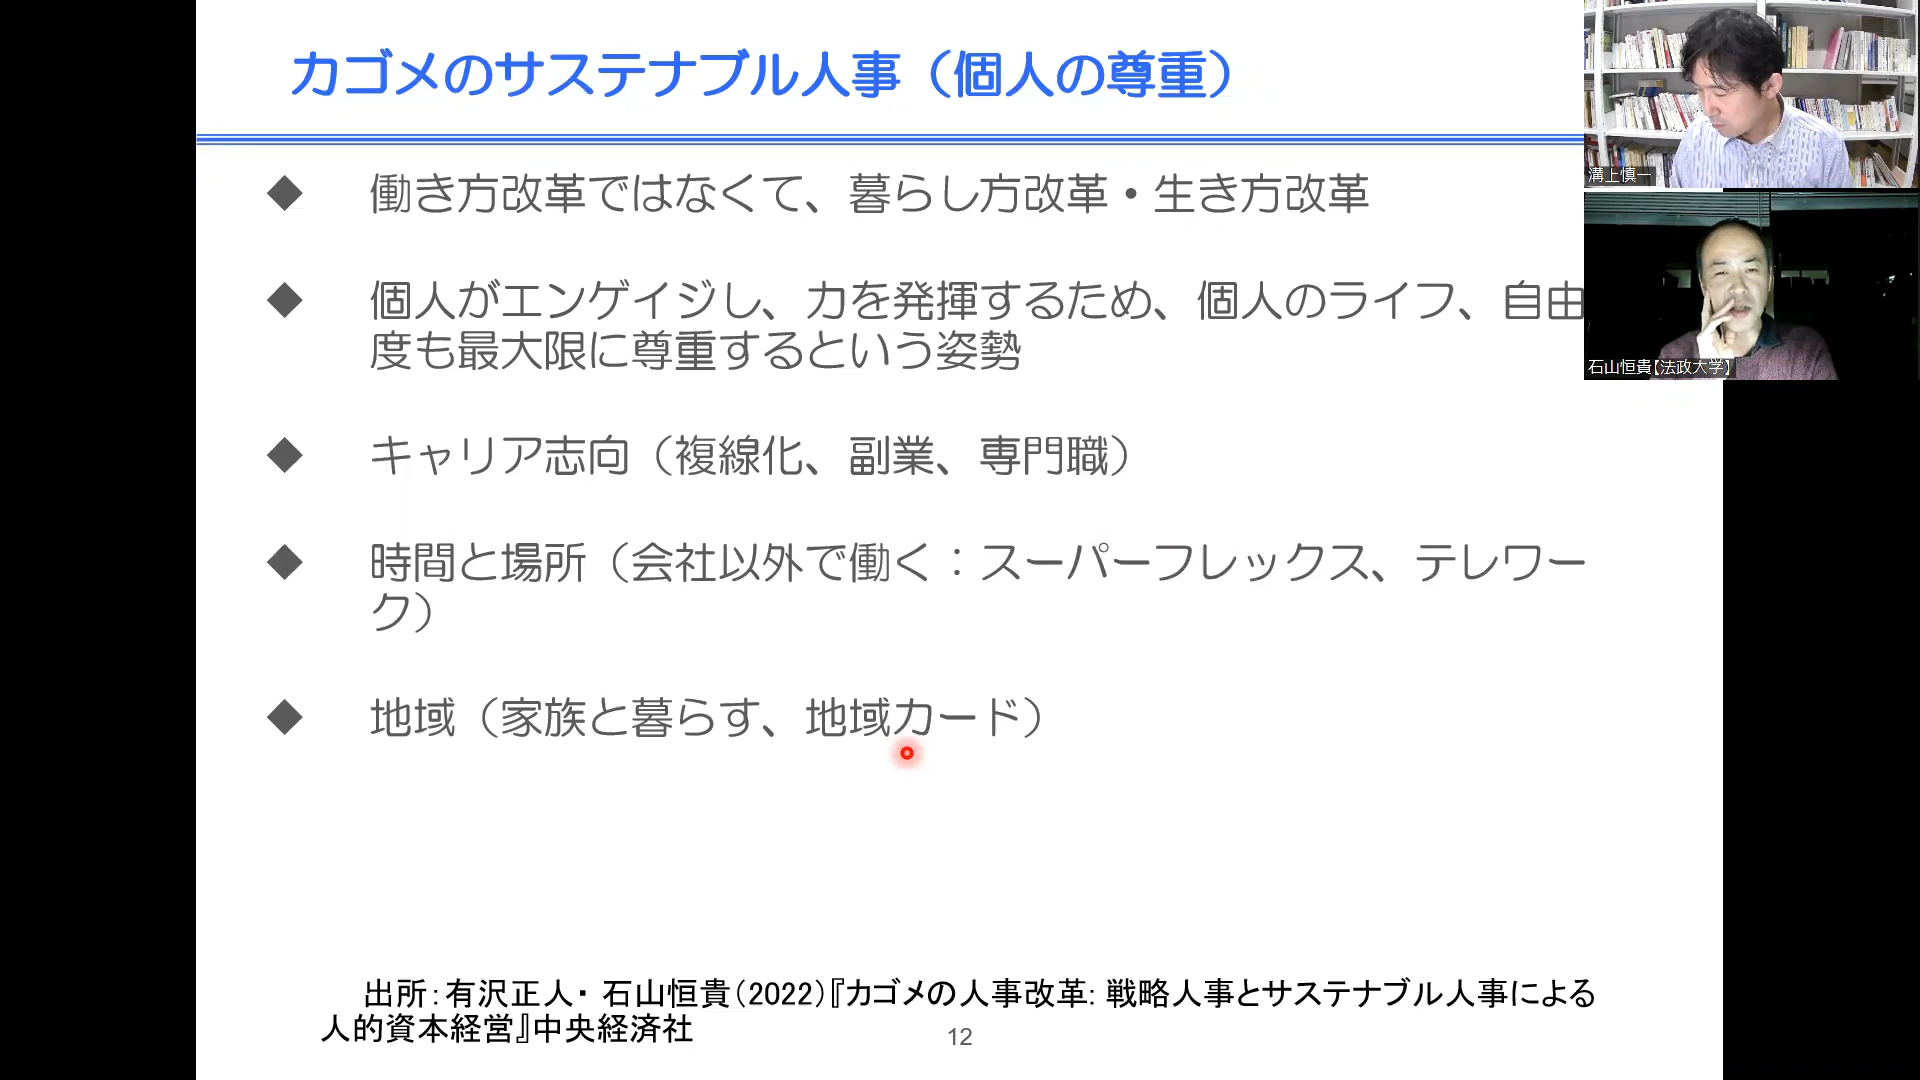 カゴメのサステナブル人事（個人の尊重）
◆ 働き方改革ではなくて、暮らし方改革・生き方改革
◆ 個人がエンゲイジし、力を発揮するため、個人のライフ、自由
度も最大限に尊重するという姿勢
◆ キャリア志向（複線化、副業、専門職）
◆ 時間と場所（会社以外で働く：スーパーフレックス、テレワー
ク）
◆ 地域（家族と暮らす、地域カード）
出所：有沢正人・ 石山恒貴（2022）『カゴメの人事改革: 戦略人事とサステナブル人事による
人的資本経営』中央経済社
12
溝上慎一
石山恒貴【法政大学】